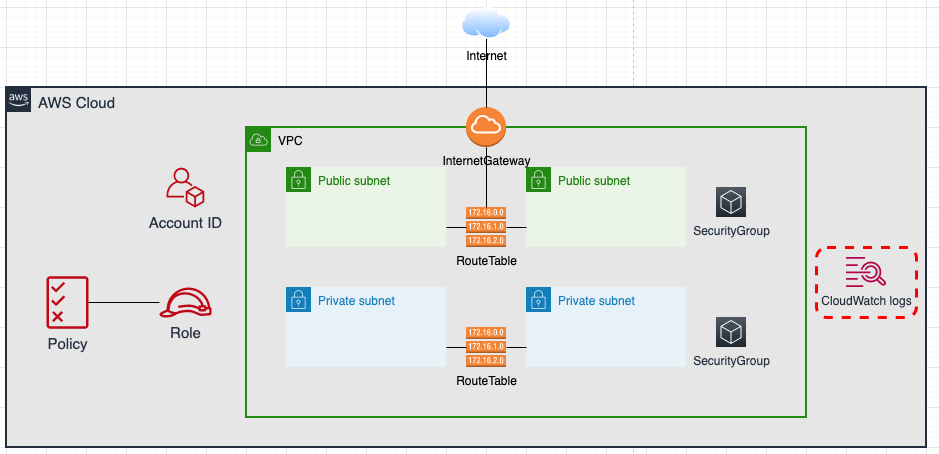 Internet
aws
AWS Cloud
VPC
InternetGateway
Public subnet
Public subnet
172.16.0.0
172.16.1.0
172.16.2.0
RouteTable
SecurityGroup
Account ID
CloudWatch logs
Policy
Role
Private subnet
Private subnet
172.16.0.0
172.16.1.0
172.16.2.0
RouteTable
SecurityGroup